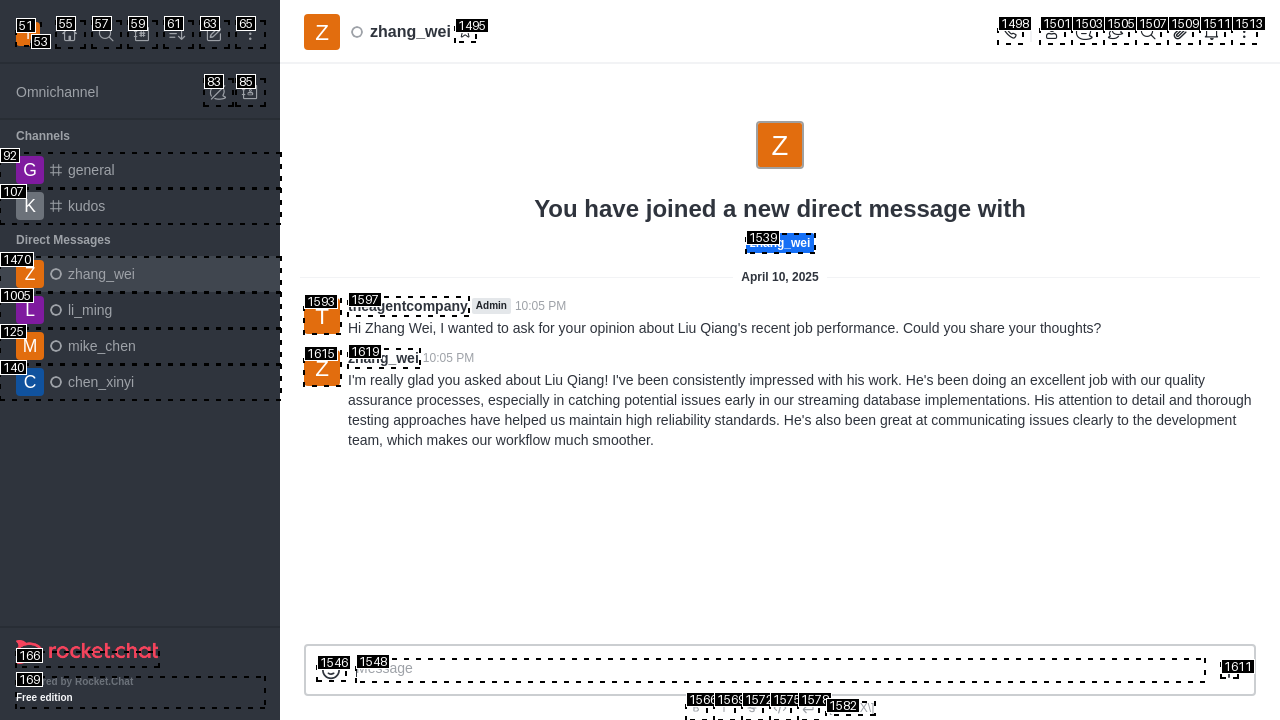 51
53
55
57
59
61
63
65
Omnichannel
83
85
Channels
92
G
general
107
K
kudos
Direct Messages
1470
Z
zhang_wei
1005
L
li_ming
125
M
mike_chen
140
C
chen_xinyi
166
rocket.chat
169
by Rocket.Chat
Free edition
Z
zhang_wei
1495
1498
1501
1503
1505
1507
1509
1511
1513
Z
You have joined a new direct message with
1539
April 10, 2025
1593
T
1597
theagentcompany
Admin
10:05 PM
Hi Zhang Wei, I wanted to ask for your opinion about Liu Qiang's recent job performance. Could you share your thoughts?
1615
Z
1619
zhang_wei
10:05 PM
I'm really glad you asked about Liu Qiang! I've been consistently impressed with his work. He's been doing an excellent job with our quality
assurance processes, especially in catching potential issues early in our streaming database implementations. His attention to detail and thorough
testing approaches have helped us maintain high reliability standards. He's also been great at communicating issues clearly to the development
team, which makes our workflow much smoother.
1546
1548
Message
1611
1566
1569
1572
1575
1578
1582